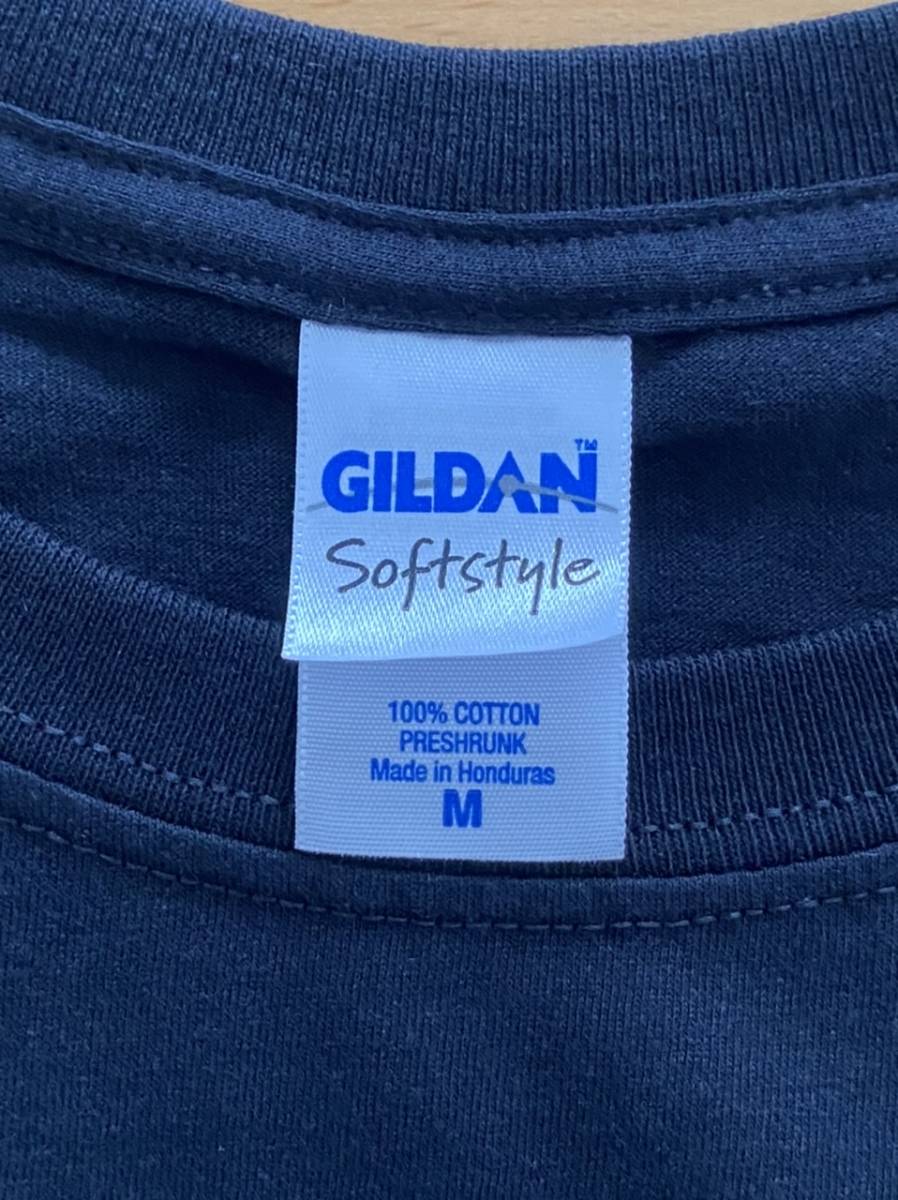 GILDAN™
Softstyle
100% COTTON
PRESHRUNK
Made in Honduras
M